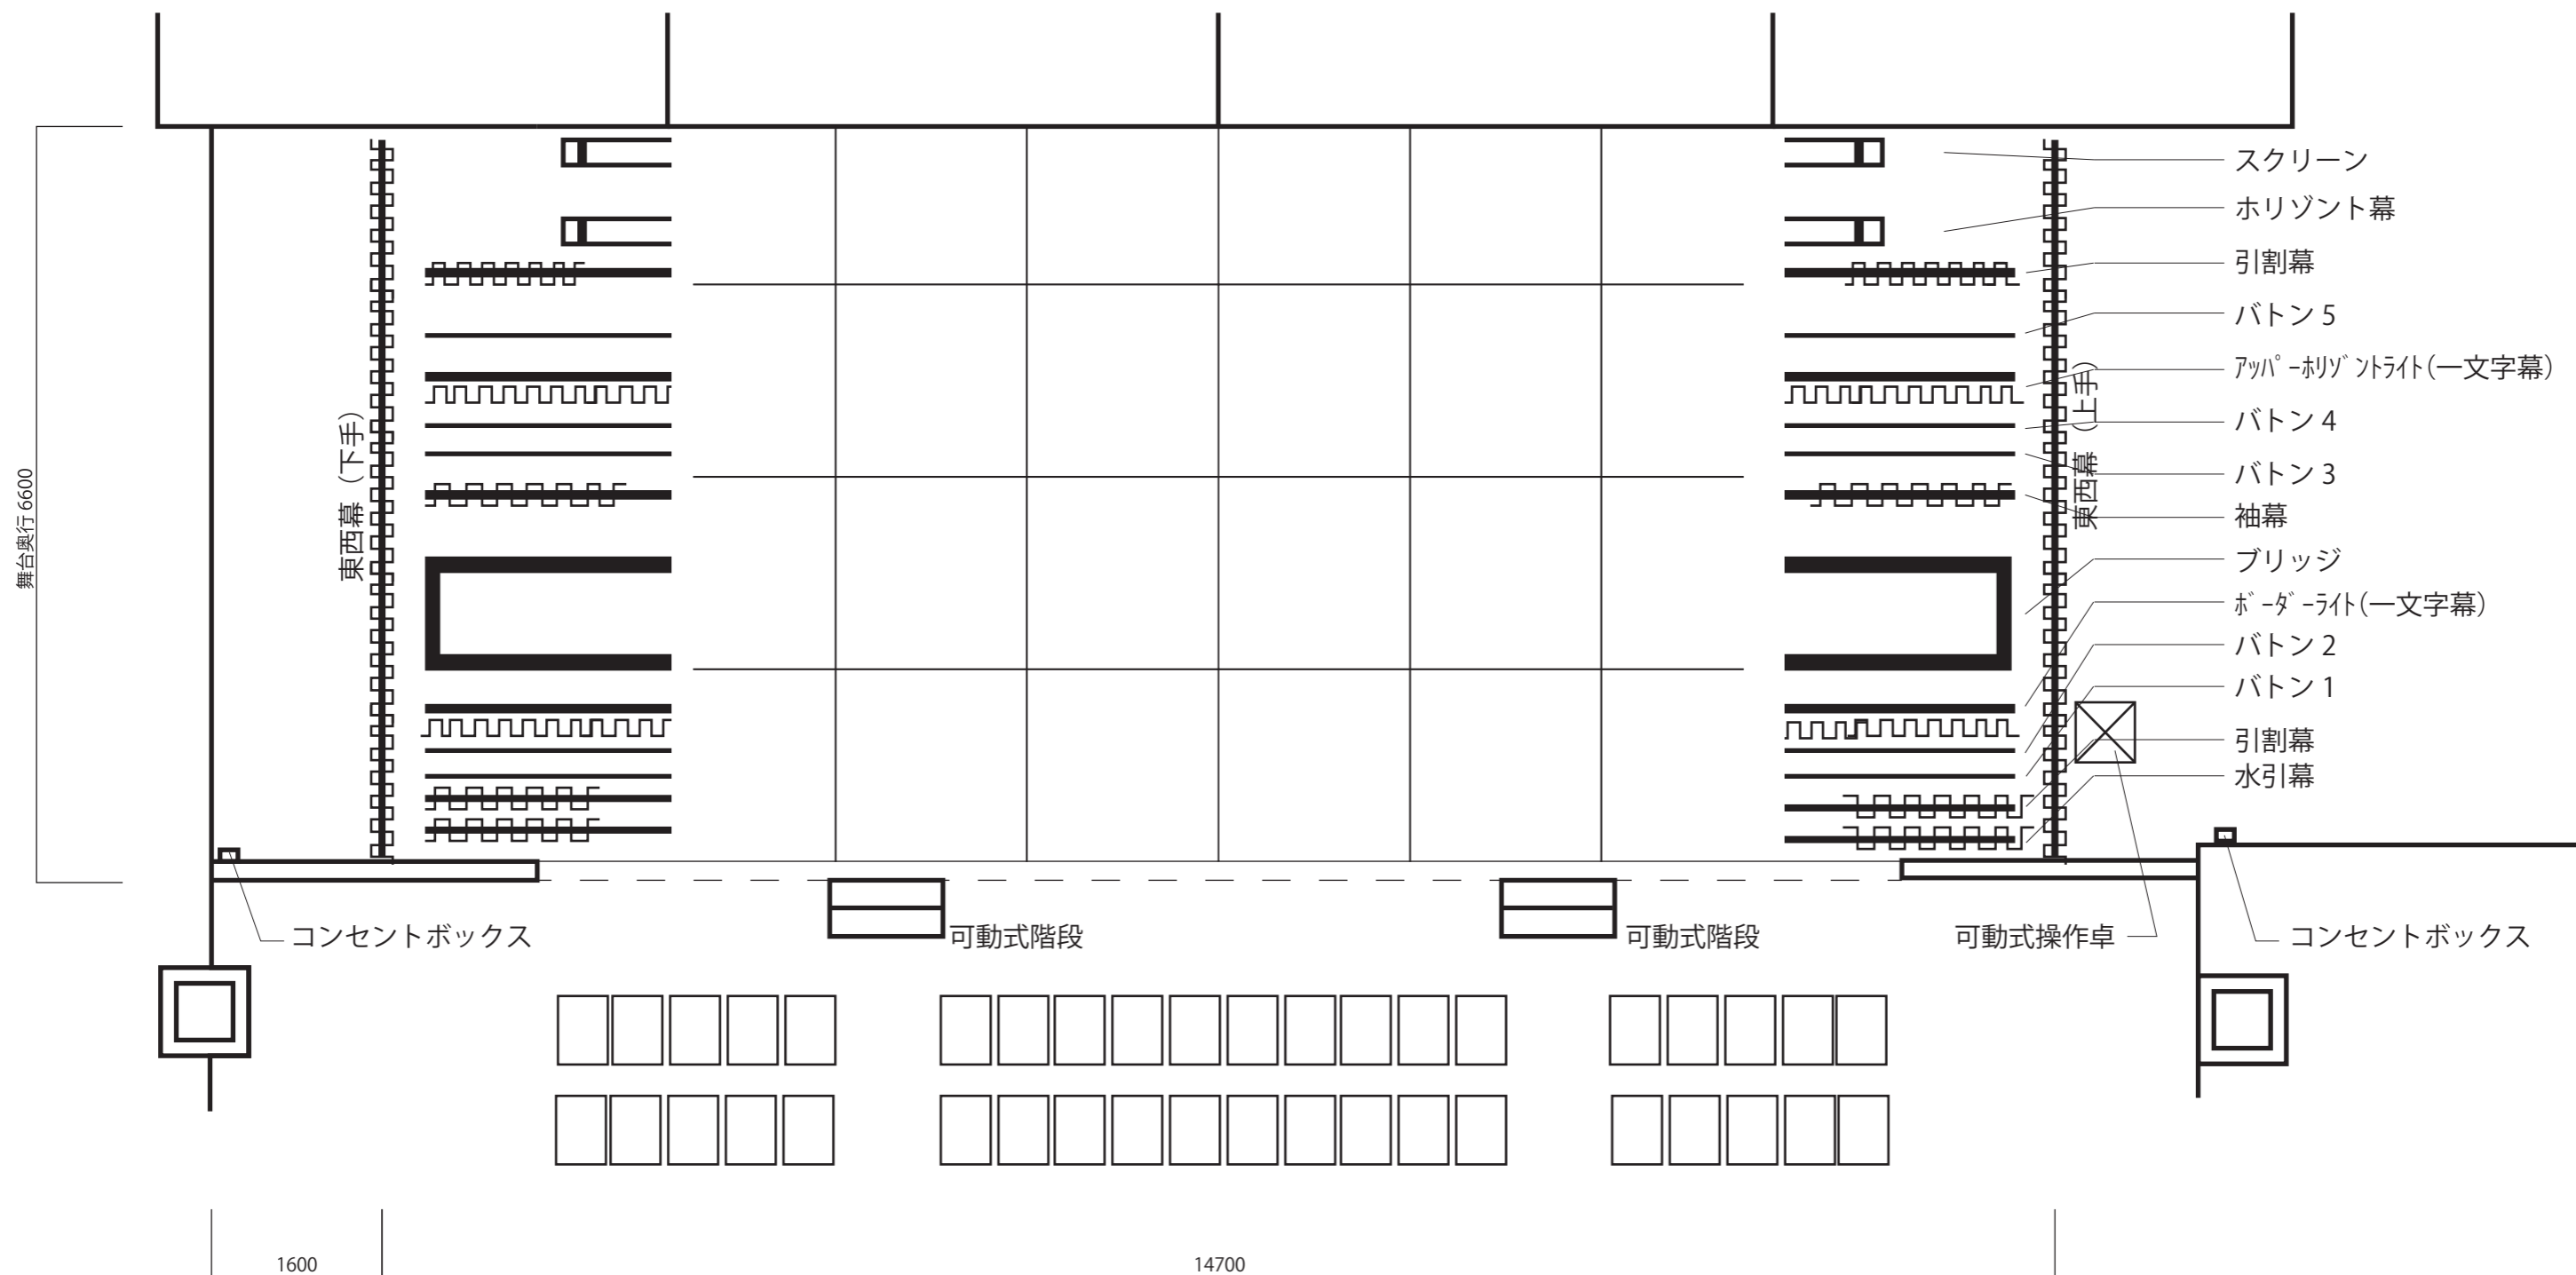 スクリーン
ホリゾント幕
引割幕
バトン 5
ｱｯﾊﾟｰﾎﾘｿﾞﾝﾄﾗｲﾄ(一文字幕)
バトン 4
バトン 3
袖幕
ブリッジ
ﾎﾞｰﾀﾞｰﾗｲﾄ(一文字幕)
バトン 2
バトン 1
引割幕
水引幕
舞台奥行 6600
東西幕（下手）
東西幕（上手）
コンセントボックス
可動式階段
可動式階段
可動式操作卓
コンセントボックス
1600
14700